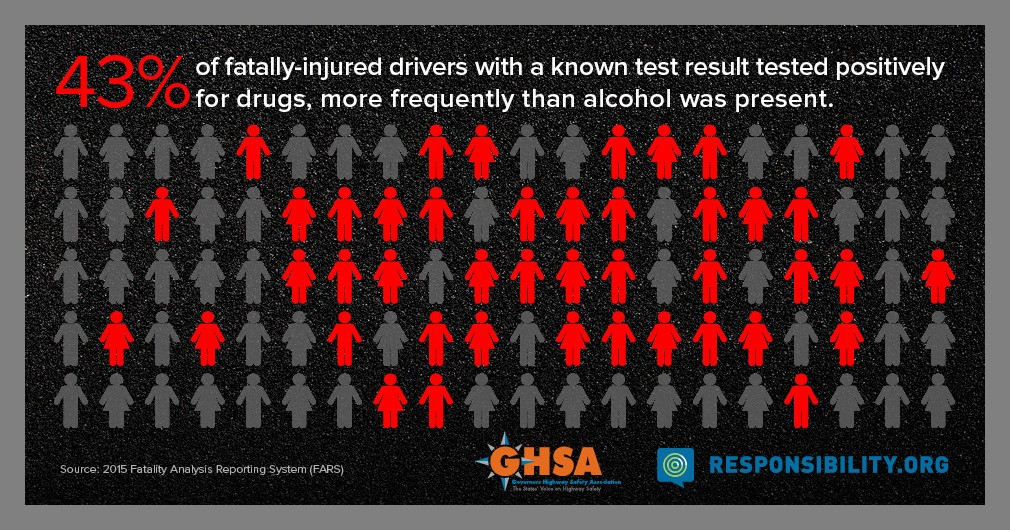 43% of fatally-injured drivers with a known test result tested positively
for drugs, more frequently than alcohol was present.
Source: 2015 Fatality Analysis Reporting System (FARS)
GHSA
Governors Highway Safety Association
The States' Voice on Highway Safety
RESPONSIBILITY.ORG